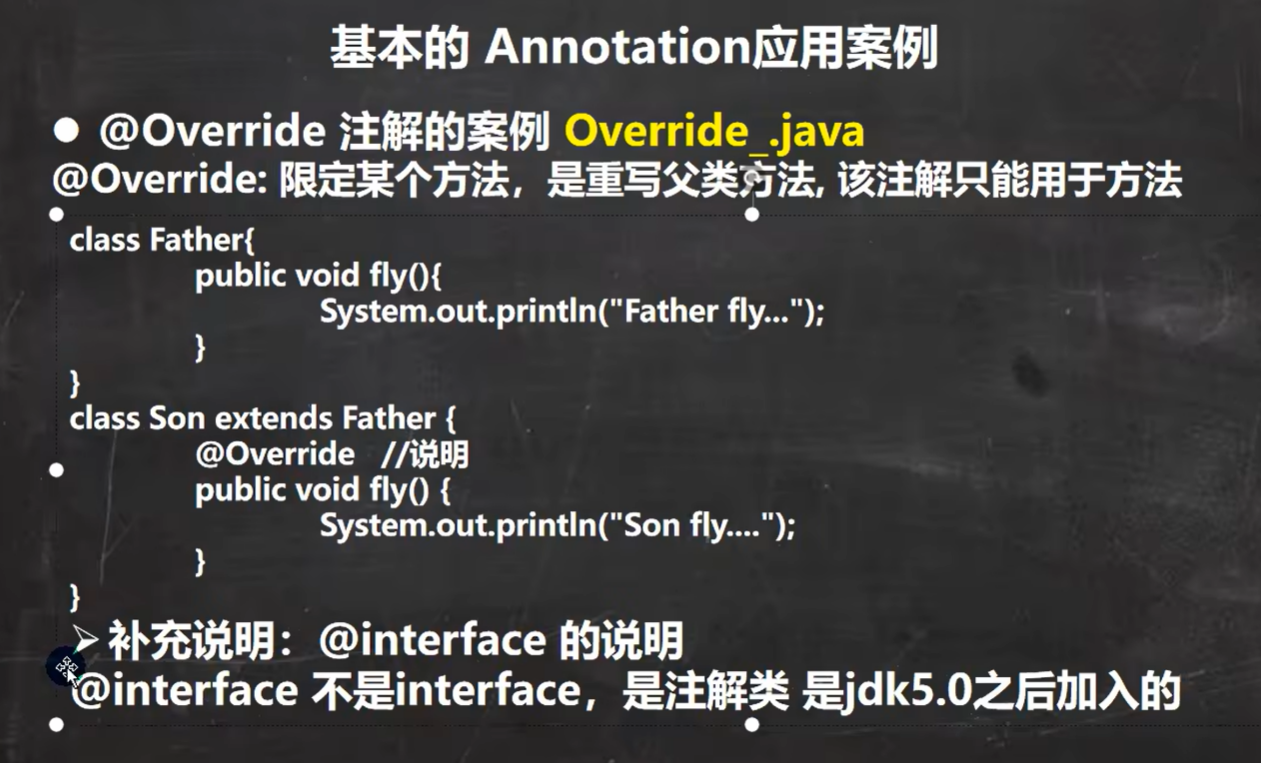 基本的 Annotation应用案例
● @Override 注解的案例 Override_.java
@Override: 限定某个方法，是重写父类方法, 该注解只能用于方法
class Father{
public void fly(){
System.out.println("Father fly...");
}
}
class Son extends Father {
@Override //说明
public void fly() {
System.out.println("Son fly....");
}
}
➢ 补充说明：@interface 的说明
@interface 不是interface，是注解类 是jdk5.0之后加入的